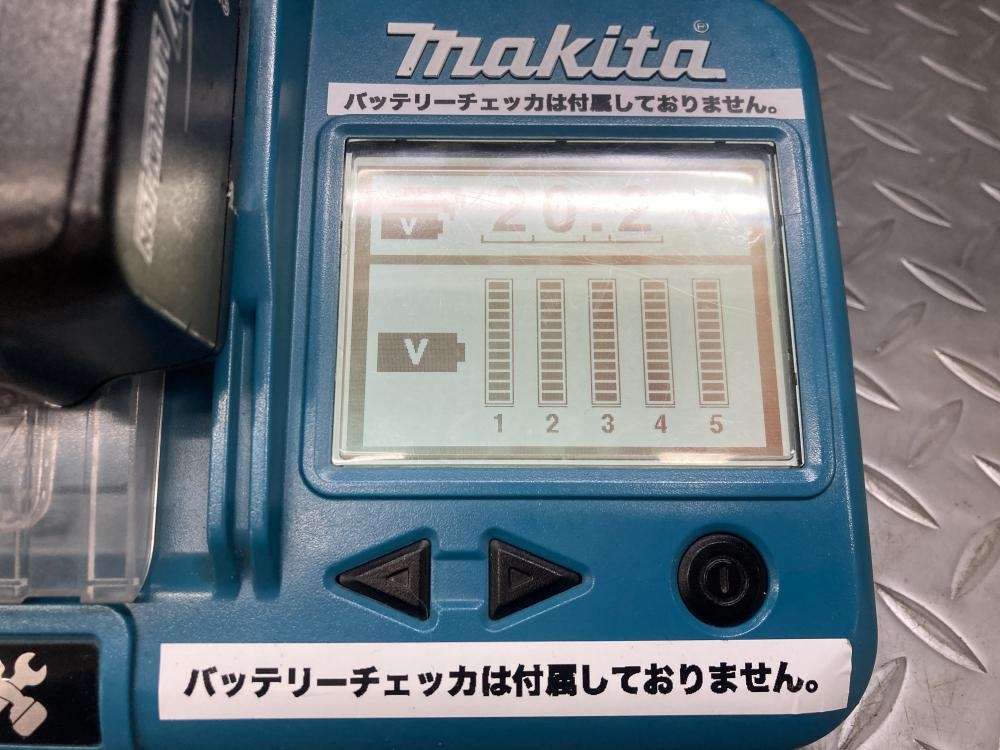 makita®
バッテリーチェッカは付属しておりません。
V 20.2 V
V
1 2 3 4 5
バッテリーチェッカは付属しておりません。